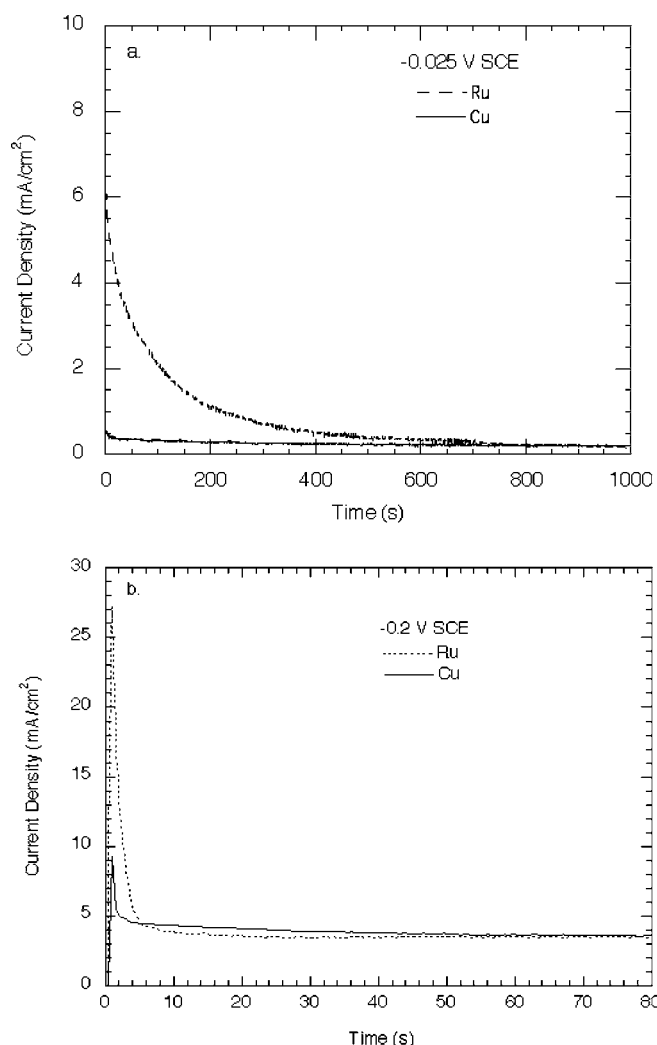 a.
-0.025 V SCE
Ru
Cu
10
8
6
4
2
0
Current Density (mA/cm²)
0 200 400 600 800 1000
Time (s)
b.
-0.2 V SCE
Ru
Cu
30
25
20
15
10
5
0
Current Density (mA/cm²)
0 10 20 30 40 50 60 70 80
Time (s)